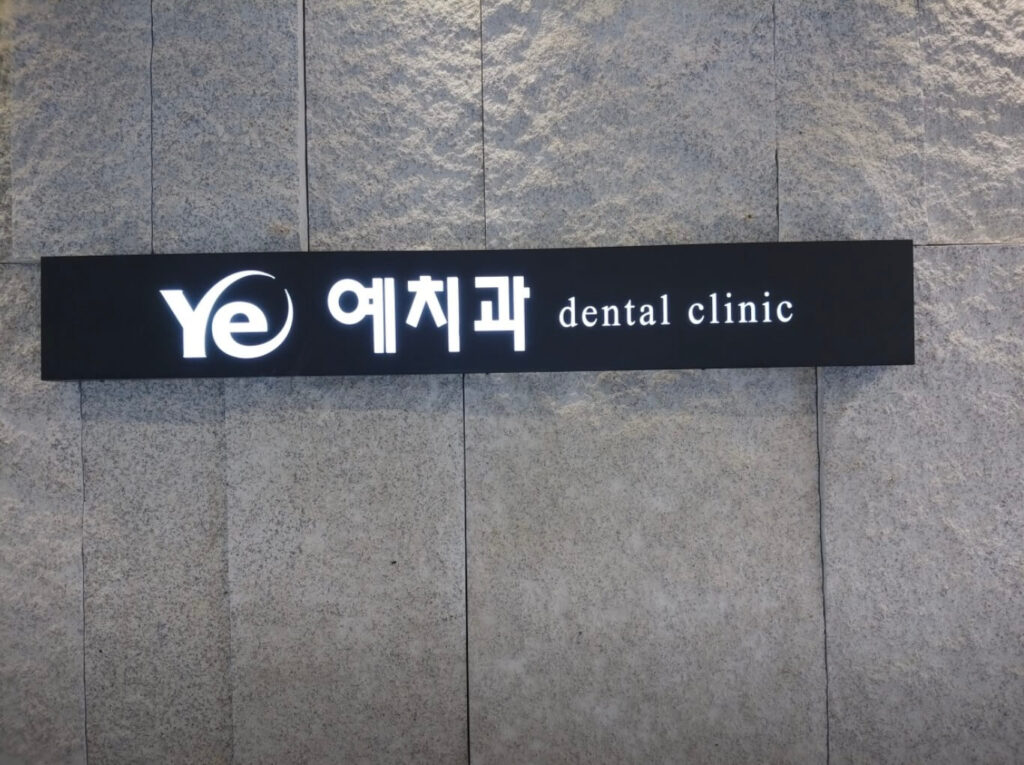 Ye 예치과 dental clinic